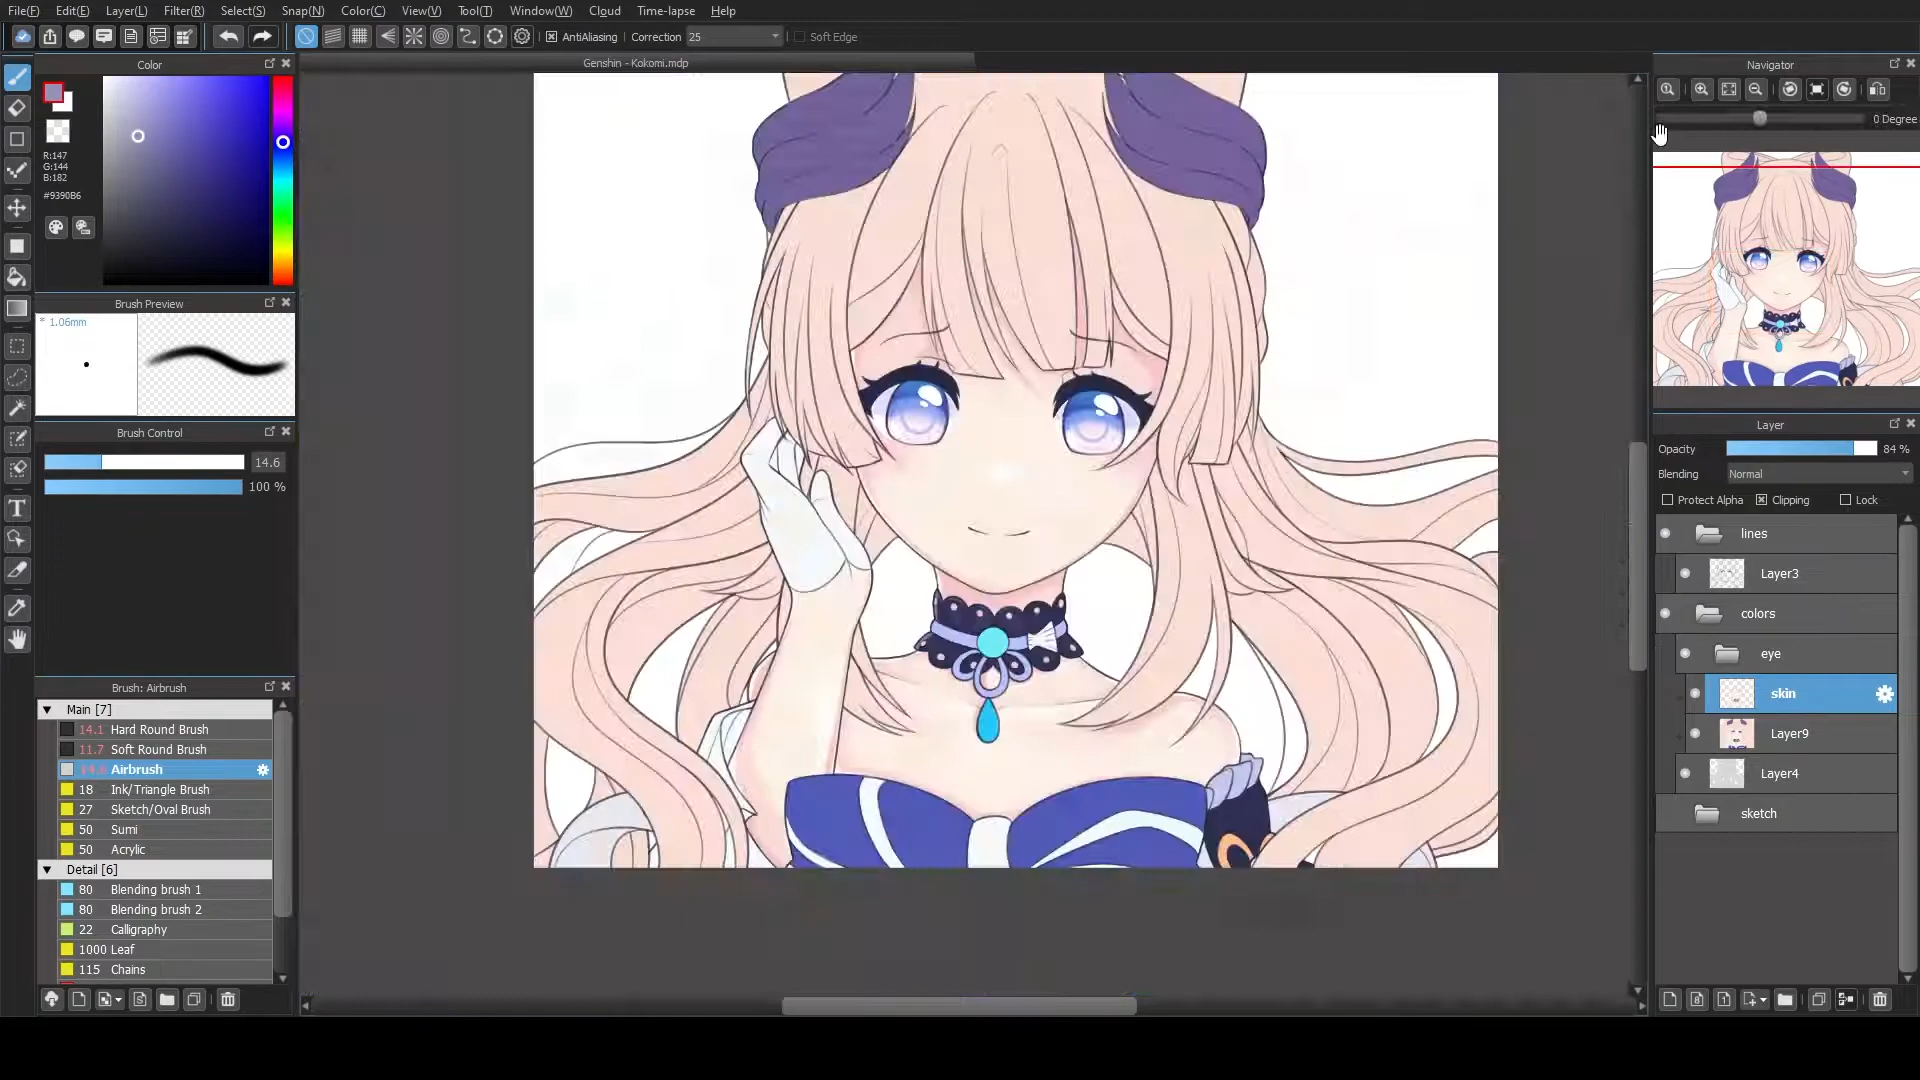 File(F) Edit(E) Layer(L) Filter(R) Select(S) Snap(N) Color(C) View(V) Tool(T) Window(W) Cloud Time-lapse Help
AntiAliasing Correction 25 Soft Edge
Color
Genshin - Kokomi.mdp
Navigator
0 Degree
R:147
G:144
B:182
#9390B6
Brush Preview
* 1.06mm
Brush Control
14.6
100 %
Layer
Opacity 84 %
Blending Normal
Protect Alpha Clipping Lock
lines
Layer3
colors
eye
skin
Layer9
Layer4
sketch
Brush: Airbrush
Main [7]
14.1 Hard Round Brush
11.7 Soft Round Brush
14.6 Airbrush
18 Ink/Triangle Brush
27 Sketch/Oval Brush
50 Sumi
50 Acrylic
Detail [6]
80 Blending brush 1
80 Blending brush 2
22 Calligraphy
1000 Leaf
115 Chains